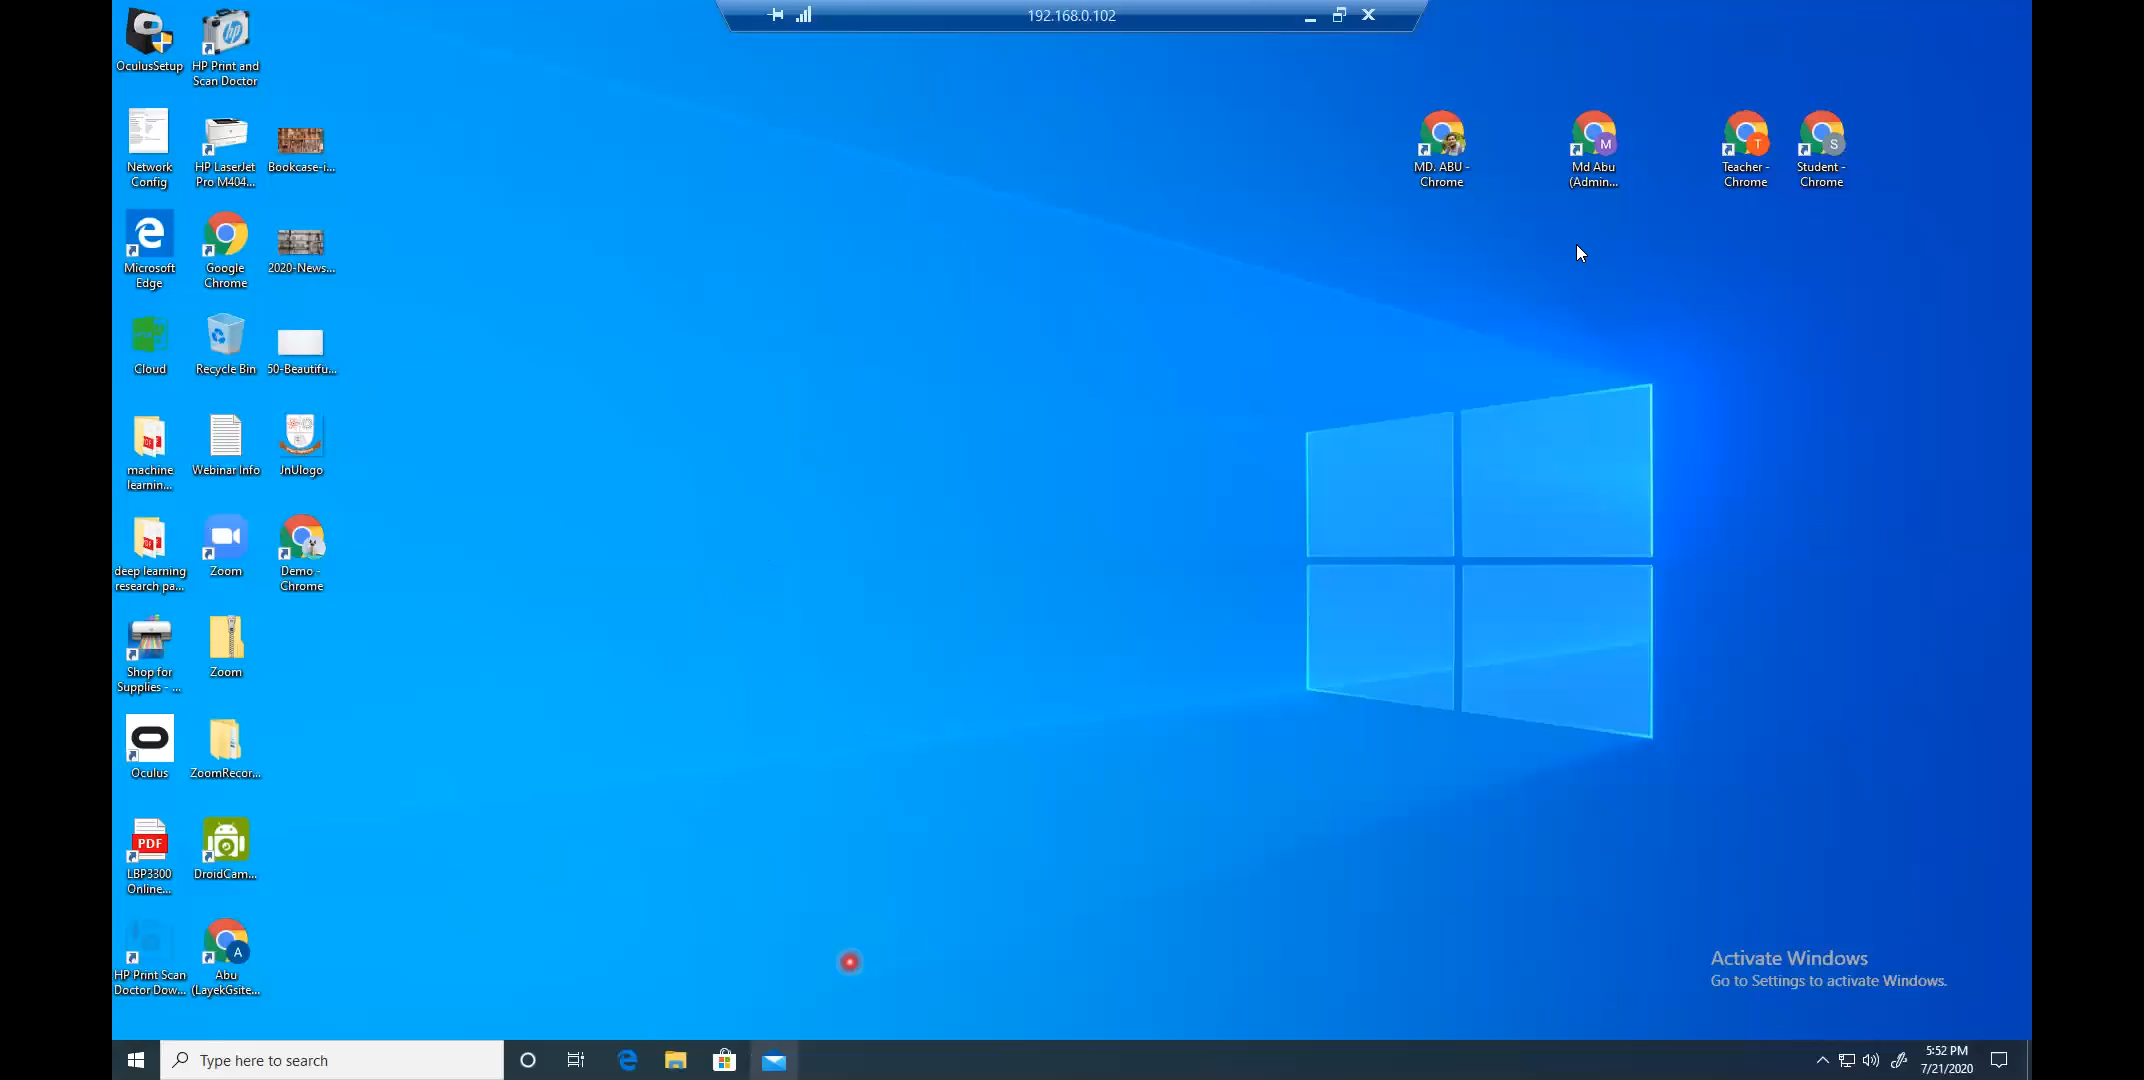 192.168.0.102
OculusSetup
HP Print and
Scan Doctor
Network
Config
HP LaserJet
Pro M404...
Bookcase-i...
MD. ABU -
Chrome
Md Abu
(Admin...
Teacher -
Chrome
Student -
Chrome
M
T
S
Microsoft
Edge
Google
Chrome
2020-News...
Cloud
Recycle Bin
50-Beautifu...
machine
learnin...
Webinar Info
JnUlogo
deep learning
research pa...
Zoom
Demo -
Chrome
Shop for
Supplies - ...
Zoom
Oculus
ZoomRecor...
PDF
LBP3300
Online...
DroidCam...
A
HP Print Scan
Doctor Dow...
Abu
(LayekGsite...
Activate Windows
Go to Settings to activate Windows.
Type here to search
5:52 PM
7/21/2020